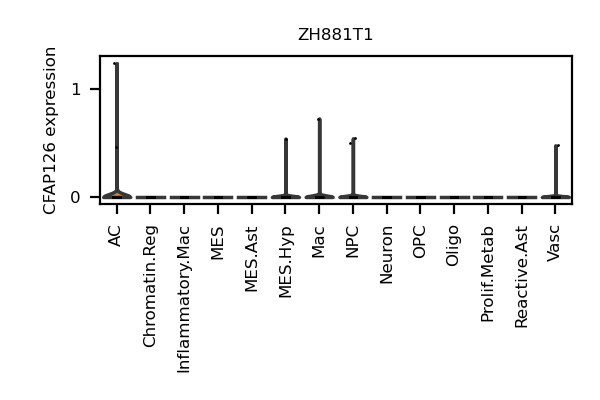 ZH881T1
CFAP126 expression
1
0
AC
Chromatin.Reg
Inflammatory.Mac
MES
MES.Ast
MES.Hyp
Mac
NPC
Neuron
OPC
Oligo
Prolif.Metab
Reactive.Ast
Vasc